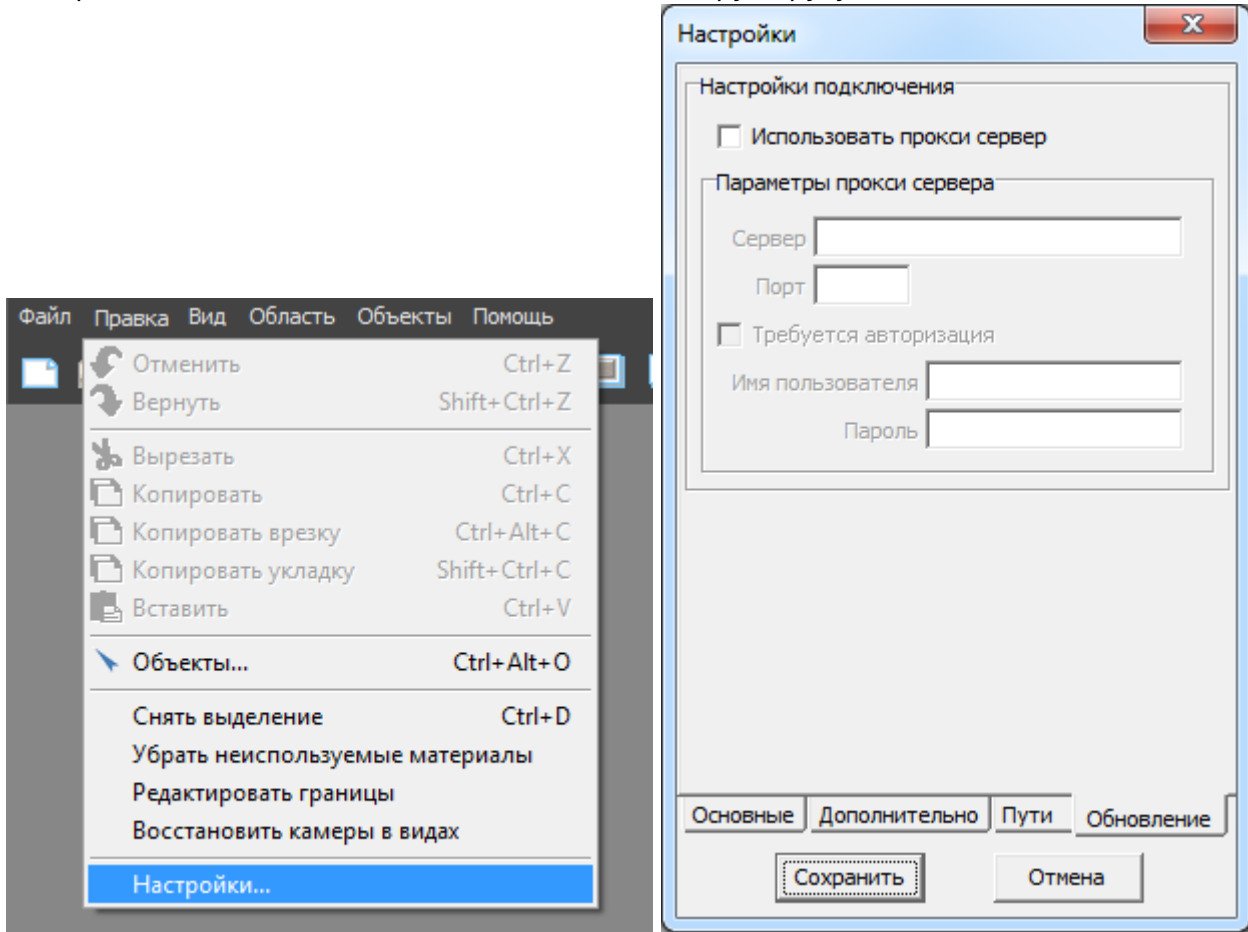 Файл Правка Вид Область Объекты Помощь
Отменить Ctrl+Z
Вернуть Shift+Ctrl+Z
Вырезать Ctrl+X
Копировать Ctrl+C
Копировать врезку Ctrl+Alt+C
Копировать укладку Shift+Ctrl+C
Вставить Ctrl+V
Объекты... Ctrl+Alt+O
Снять выделение Ctrl+D
Убрать неиспользуемые материалы
Редактировать границы
Восстановить камеры в видах
Настройки...
Настройки
Настройки подключения
Использовать прокси сервер
Параметры прокси сервера
Сервер
Порт
Требуется авторизация
Имя пользователя
Пароль
Основные Дополнительно Пути Обновление
Сохранить Отмена